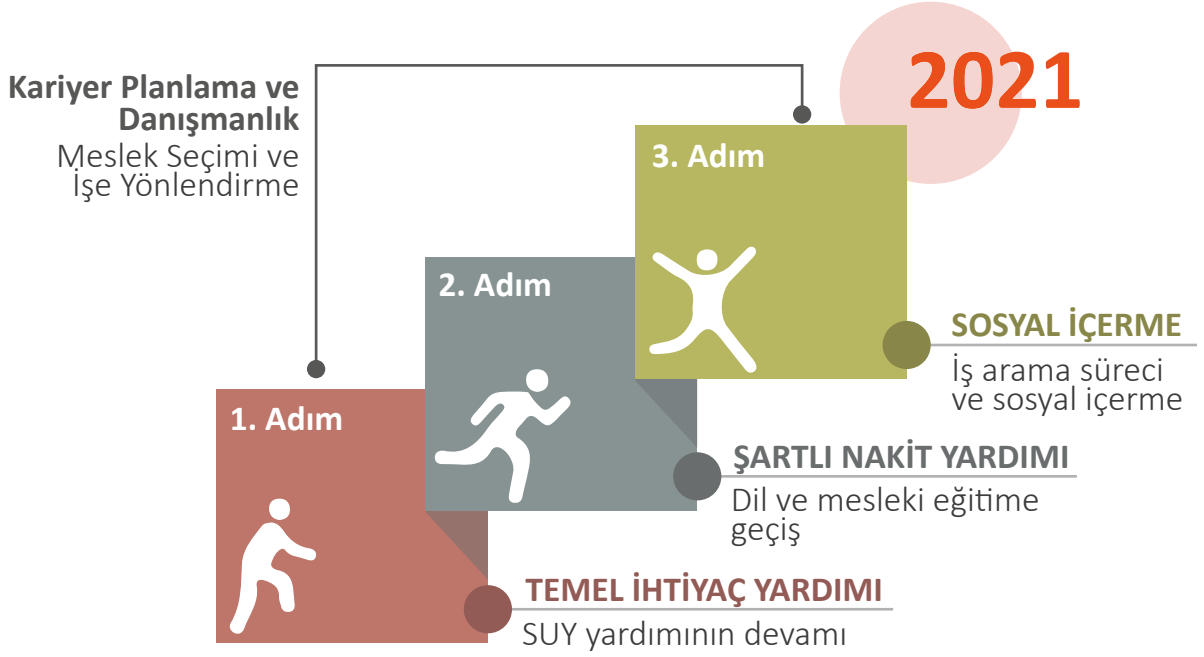 2021
Kariyer Planlama ve
Danışmanlık
Meslek Seçimi ve
İşe Yönlendirme
3. Adım
2. Adım
1. Adım
SOSYAL İÇERME
İş arama süreci
ve sosyal içerme
ŞARTLI NAKİT YARDIMI
Dil ve mesleki eğitime
geçiş
TEMEL İHTİYAÇ YARDIMI
SUY yardımının devamı